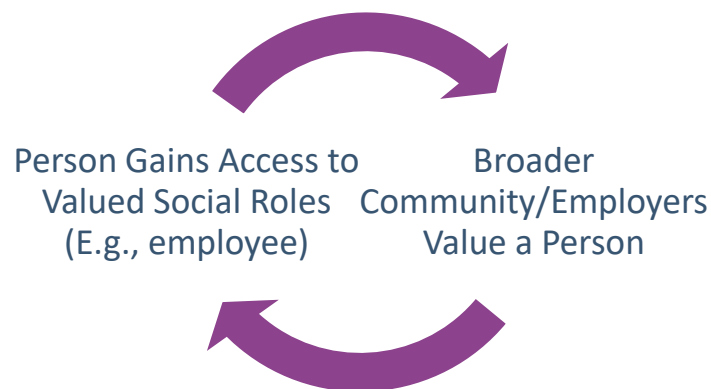 Person Gains Access to
Valued Social Roles
(E.g., employee)
Broader
Community/Employers
Value a Person